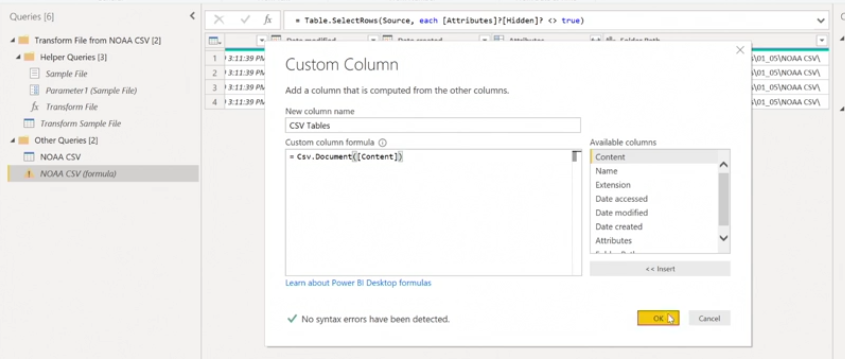 Queries [6]
= Table.SelectRows(Source, each [Attributes]?[Hidden]? <> true)
Transform File from NOAA CSV [2]
Helper Queries [3]
Sample File
Parameter1 (Sample File)
fx Transform File
Transform Sample File
Other Queries [2]
NOAA CSV
NOAA CSV (formula)
Date modified
Date created
Attributes
Folder Path
1 3:11:39 PM
2 3:11:39 PM
3 3:11:39 PM
4 3:11:39 PM
\01_05\NOAA CSV\
\01_05\NOAA CSV\
\01_05\NOAA CSV\
\01_05\NOAA CSV\
Custom Column
Add a column that is computed from the other columns.
New column name
CSV Tables
Custom column formula
= Csv.Document([Content])
Available columns
Content
Name
Extension
Date accessed
Date modified
Date created
Attributes
Folder Path
<< Insert
Learn about Power BI Desktop formulas
No syntax errors have been detected.
OK
Cancel